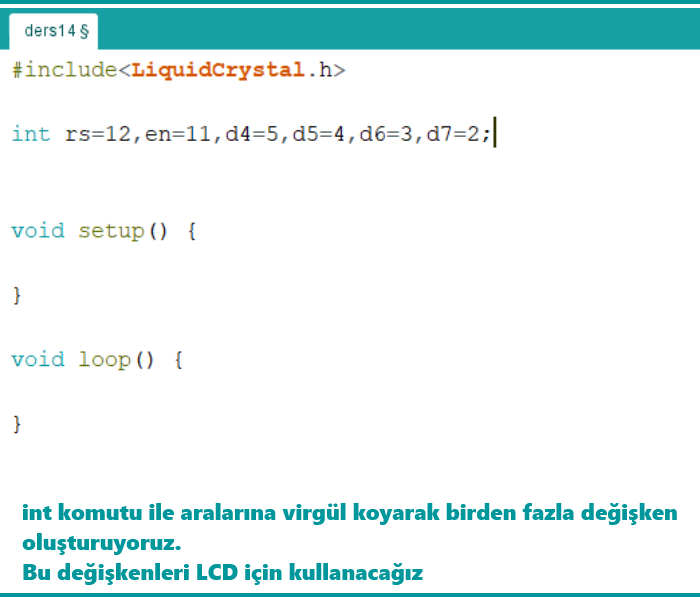 ders14 §
#include<LiquidCrystal.h>
int rs=12,en=11,d4=5,d5=4,d6=3,d7=2;
void setup() {
}
void loop() {
}
int komutu ile aralarına virgül koyarak birden fazla değişken
oluşturuyoruz.
Bu değişkenleri LCD için kullanacağız